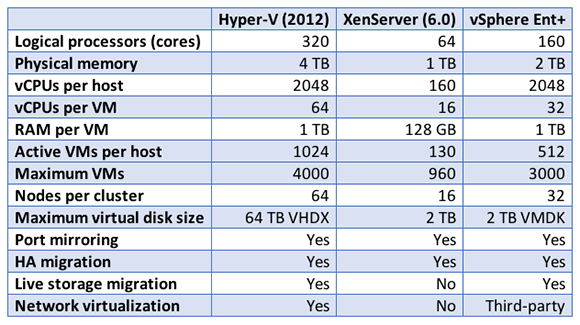 Hyper-V (2012) XenServer (6.0) vSphere Ent+
Logical processors (cores) 320 64 160
Physical memory 4 TB 1 TB 2 TB
vCPUs per host 2048 160 2048
vCPUs per VM 64 16 32
RAM per VM 1 TB 128 GB 1 TB
Active VMs per host 1024 130 512
Maximum VMs 4000 960 3000
Nodes per cluster 64 16 32
Maximum virtual disk size 64 TB VHDX 2 TB 2 TB VMDK
Port mirroring Yes Yes Yes
HA migration Yes Yes Yes
Live storage migration Yes No Yes
Network virtualization Yes No Third-party